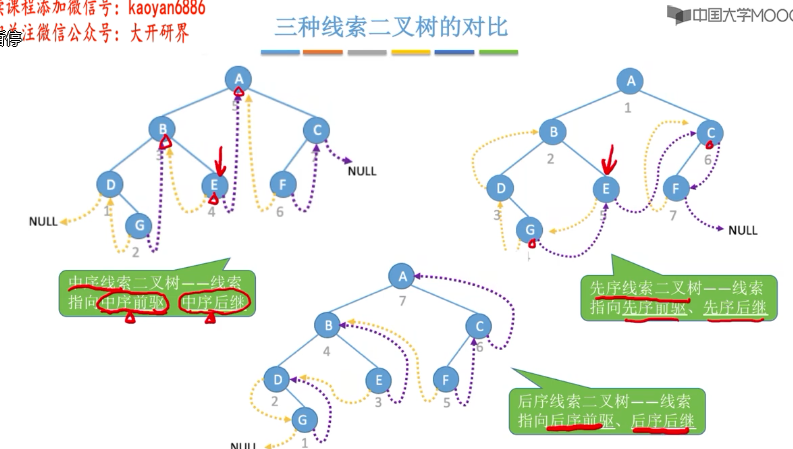 课程添加微信号：kaoyan6886
关注微信公众号：大开研界
暂停
中国大学MOOC
三种线索二叉树的对比
A
B
3
C
NULL
D
1
E
4
F
6
NULL
G
2
中序线索二叉树——线索
指向中序前驱、中序后继
A
1
B
2
C
6
D
3
E
F
7
G
NULL
先序线索二叉树——线索
指向先序前驱、先序后继
A
7
B
4
C
6
D
2
E
3
F
5
G
1
NULL
后序线索二叉树——线索
指向后序前驱、后序后继